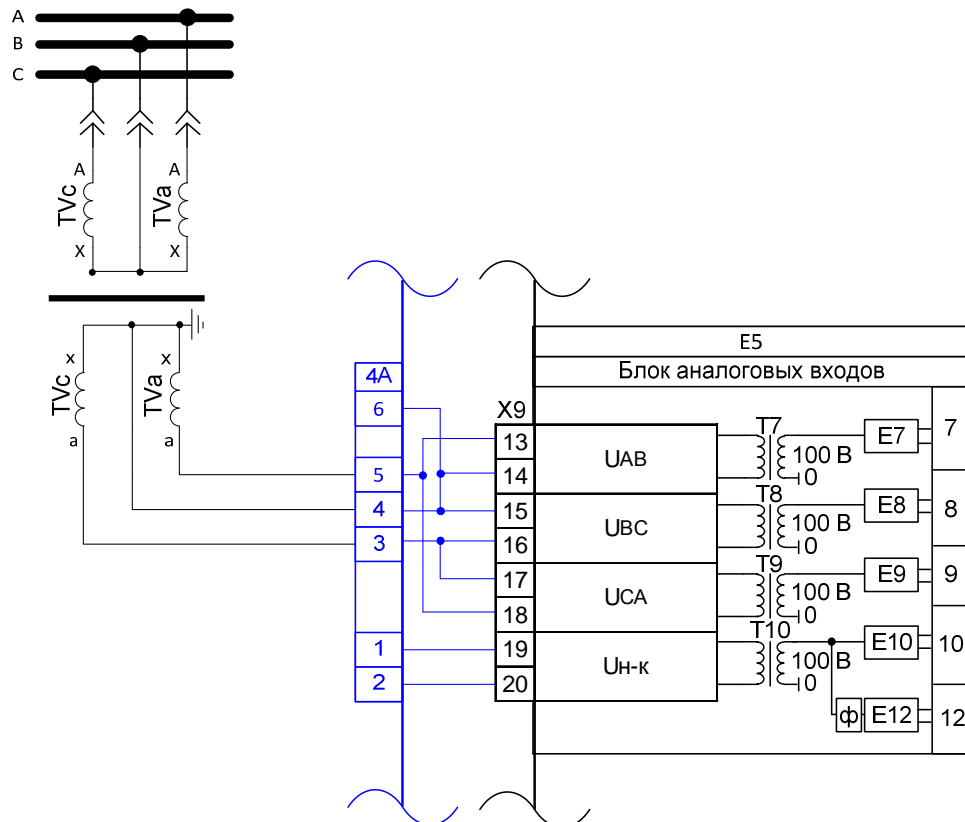 A
B
C
A
A
TVc
TVa
X
X
x
x
TVc
TVa
a
a
4A
6
5
4
3
1
2
X9
13
14
15
16
17
18
19
20
E5
Блок аналоговых входов
UAB
UBC
UCA
Uн-к
T7
100 В
0
E7
7
T8
100 В
0
E8
8
T9
100 В
0
E9
9
T10
100 В
0
E10
10
ф
E12
12